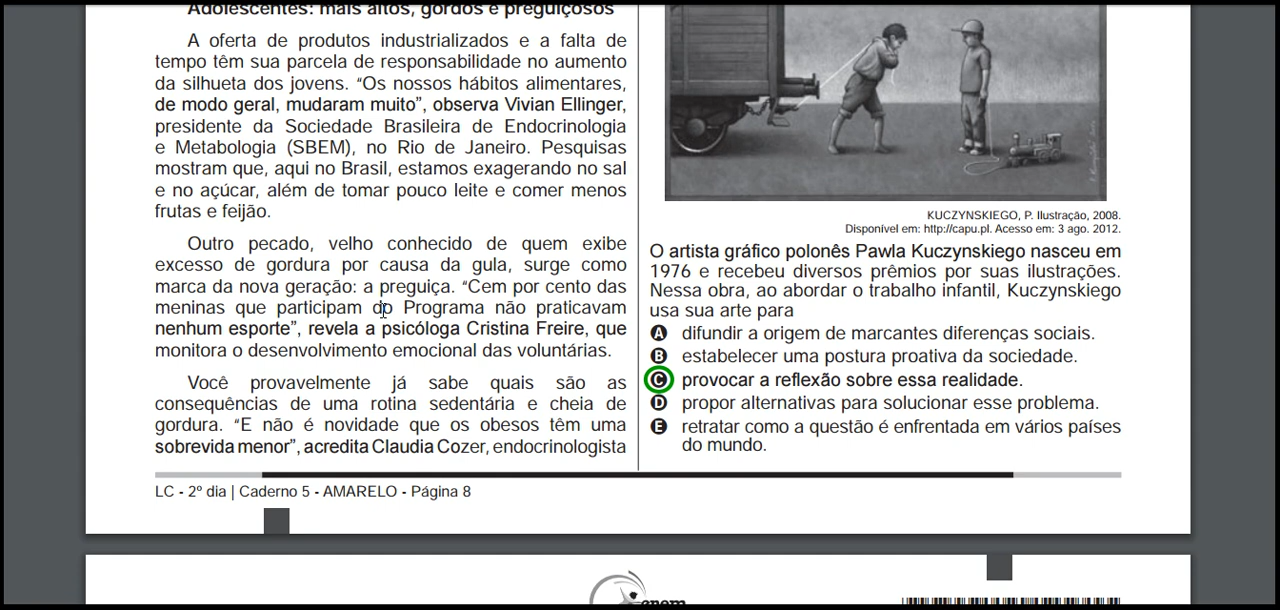 Adolescentes: mais altos, gordos e preguiçosos
A oferta de produtos industrializados e a falta de
tempo têm sua parcela de responsabilidade no aumento
da silhueta dos jovens. "Os nossos hábitos alimentares,
de modo geral, mudaram muito", observa Vivian Ellinger,
presidente da Sociedade Brasileira de Endocrinologia
e Metabologia (SBEM), no Rio de Janeiro. Pesquisas
mostram que, aqui no Brasil, estamos exagerando no sal
e no açúcar, além de tomar pouco leite e comer menos
frutas e feijão.
Outro pecado, velho conhecido de quem exibe
excesso de gordura por causa da gula, surge como
marca da nova geração: a preguiça. "Cem por cento das
meninas que participam do Programa não praticavam
nenhum esporte", revela a psicóloga Cristina Freire, que
monitora o desenvolvimento emocional das voluntárias.
Você provavelmente já sabe quais são as
consequências de uma rotina sedentária e cheia de
gordura. "E não é novidade que os obesos têm uma
sobrevida menor", acredita Claudia Cozer, endocrinologista
KUCZYNSKIEGO, P. Ilustração, 2008.
Disponível em: http://capu.pl. Acesso em: 3 ago. 2012.
O artista gráfico polonês Pawla Kuczynskiego nasceu em
1976 e recebeu diversos prêmios por suas ilustrações.
Nessa obra, ao abordar o trabalho infantil, Kuczynskiego
usa sua arte para
A difundir a origem de marcantes diferenças sociais.
B estabelecer uma postura proativa da sociedade.
C provocar a reflexão sobre essa realidade.
D propor alternativas para solucionar esse problema.
E retratar como a questão é enfrentada em vários países
do mundo.
LC - 2º dia | Caderno 5 - AMARELO - Página 8
enem